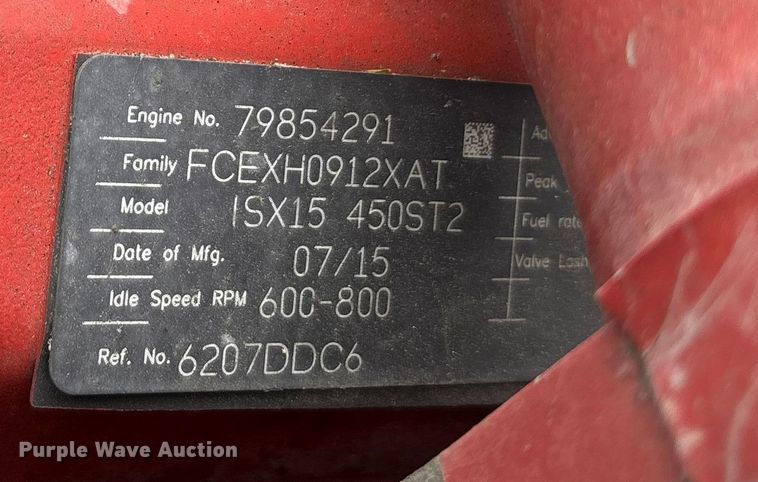 Engine No. 79854291
Family FCEXH0912XAT
Model ISX15 450ST2
Date of Mfg. 07/15
Idle Speed RPM 600-800
Ref. No. 6207DDC6
Peak
Fuel rate
Valve Lash
Purple Wave Auction